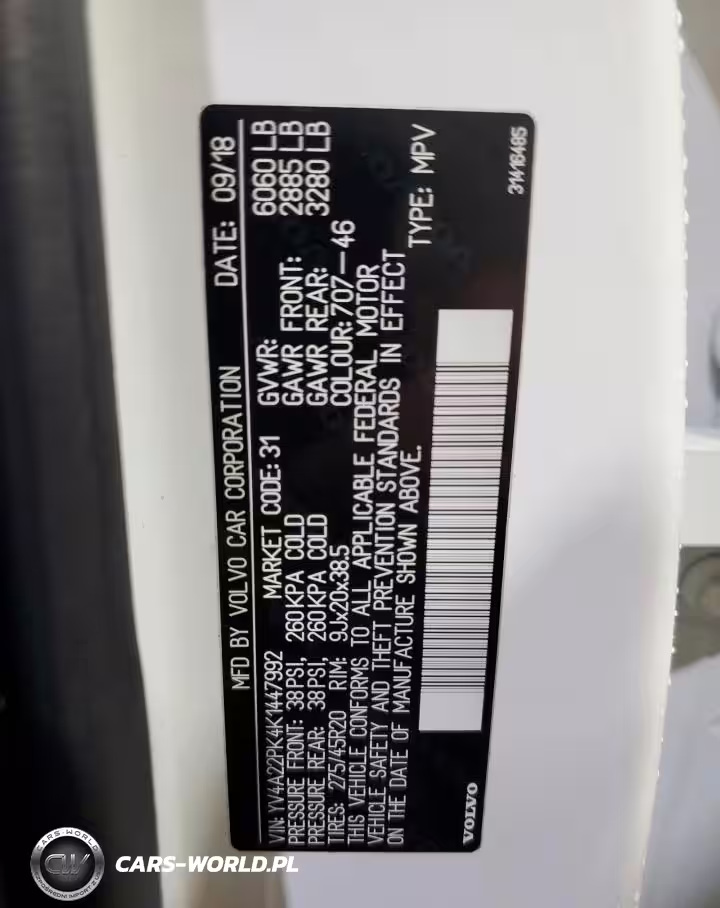 MFD BY VOLVO CAR CORPORATION DATE: 09/18
VIN: YV4A22PK4K1447992 MARKET CODE: 31 GVWR: 6060 LB
PRESSURE FRONT: 38PSI, 260KPA COLD GAWR FRONT: 2885 LB
PRESSURE REAR: 38PSI, 260KPA COLD GAWR REAR: 3280 LB
TIRES: 275/45R20 RIM: 9Jx20x38.5 COLOUR: 707-46
THIS VEHICLE CONFORMS TO ALL APPLICABLE FEDERAL MOTOR
VEHICLE SAFETY AND THEFT PREVENTION STANDARDS IN EFFECT
ON THE DATE OF MANUFACTURE SHOWN ABOVE. TYPE: MPV
VOLVO
31416485
CARS-WORLD
CW
CARS-WORLD.PL